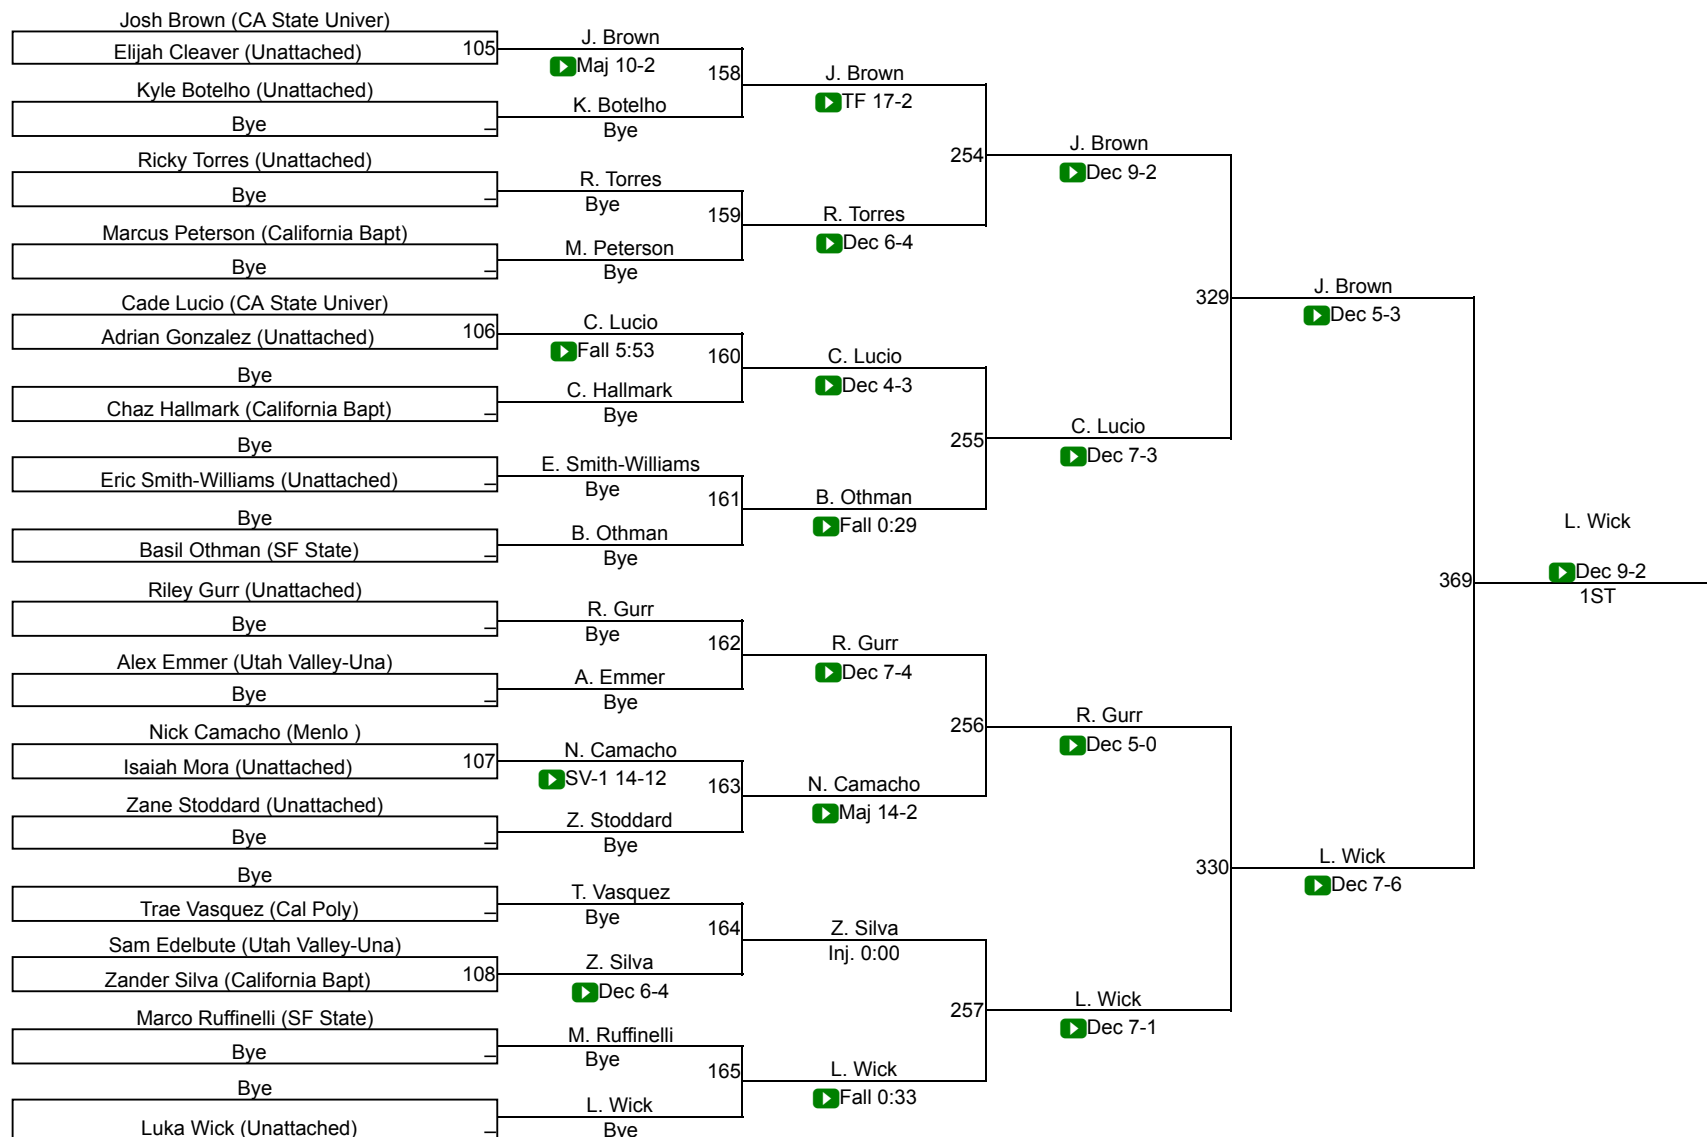 Josh Brown (CA State Univer)
Elijah Cleaver (Unattached)
105
Kyle Botelho (Unattached)
Bye
Ricky Torres (Unattached)
Bye
Marcus Peterson (California Bapt)
Bye
Cade Lucio (CA State Univer)
Adrian Gonzalez (Unattached)
106
Bye
Chaz Hallmark (California Bapt)
Bye
Eric Smith-Williams (Unattached)
Bye
Basil Othman (SF State)
Riley Gurr (Unattached)
Bye
Alex Emmer (Utah Valley-Una)
Bye
Nick Camacho (Menlo )
Isaiah Mora (Unattached)
107
Zane Stoddard (Unattached)
Bye
Bye
Trae Vasquez (Cal Poly)
Sam Edelbute (Utah Valley-Una)
Zander Silva (California Bapt)
108
Marco Ruffinelli (SF State)
Bye
Bye
Luka Wick (Unattached)
J. Brown
Maj 10-2
158
K. Botelho
Bye
R. Torres
Bye
159
M. Peterson
Bye
C. Lucio
Fall 5:53
160
C. Hallmark
Bye
E. Smith-Williams
Bye
161
B. Othman
Bye
R. Gurr
Bye
162
A. Emmer
Bye
N. Camacho
SV-1 14-12
163
Z. Stoddard
Bye
T. Vasquez
Bye
164
Z. Silva
Dec 6-4
M. Ruffinelli
Bye
165
L. Wick
Bye
J. Brown
TF 17-2
254
R. Torres
Dec 6-4
C. Lucio
Dec 4-3
255
B. Othman
Fall 0:29
R. Gurr
Dec 7-4
256
N. Camacho
Maj 14-2
Z. Silva
Inj. 0:00
257
L. Wick
Fall 0:33
J. Brown
Dec 9-2
329
C. Lucio
Dec 7-3
R. Gurr
Dec 5-0
330
L. Wick
Dec 7-1
J. Brown
Dec 5-3
369
L. Wick
Dec 7-6
L. Wick
Dec 9-2
1ST